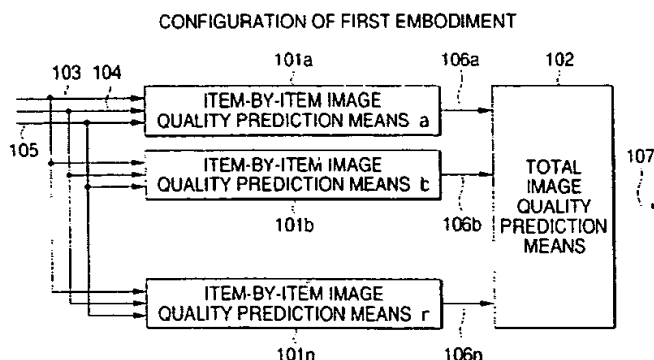 CONFIGURATION OF FIRST EMBODIMENT
103 104
101a
106a
102
ITEM-BY-ITEM IMAGE
QUALITY PREDICTION MEANS a
105
ITEM-BY-ITEM IMAGE
QUALITY PREDICTION MEANS
101b
106b
TOTAL
IMAGE
QUALITY
PREDICTION
MEANS
107
ITEM-BY-ITEM IMAGE
QUALITY PREDICTION MEANS
101n
106n